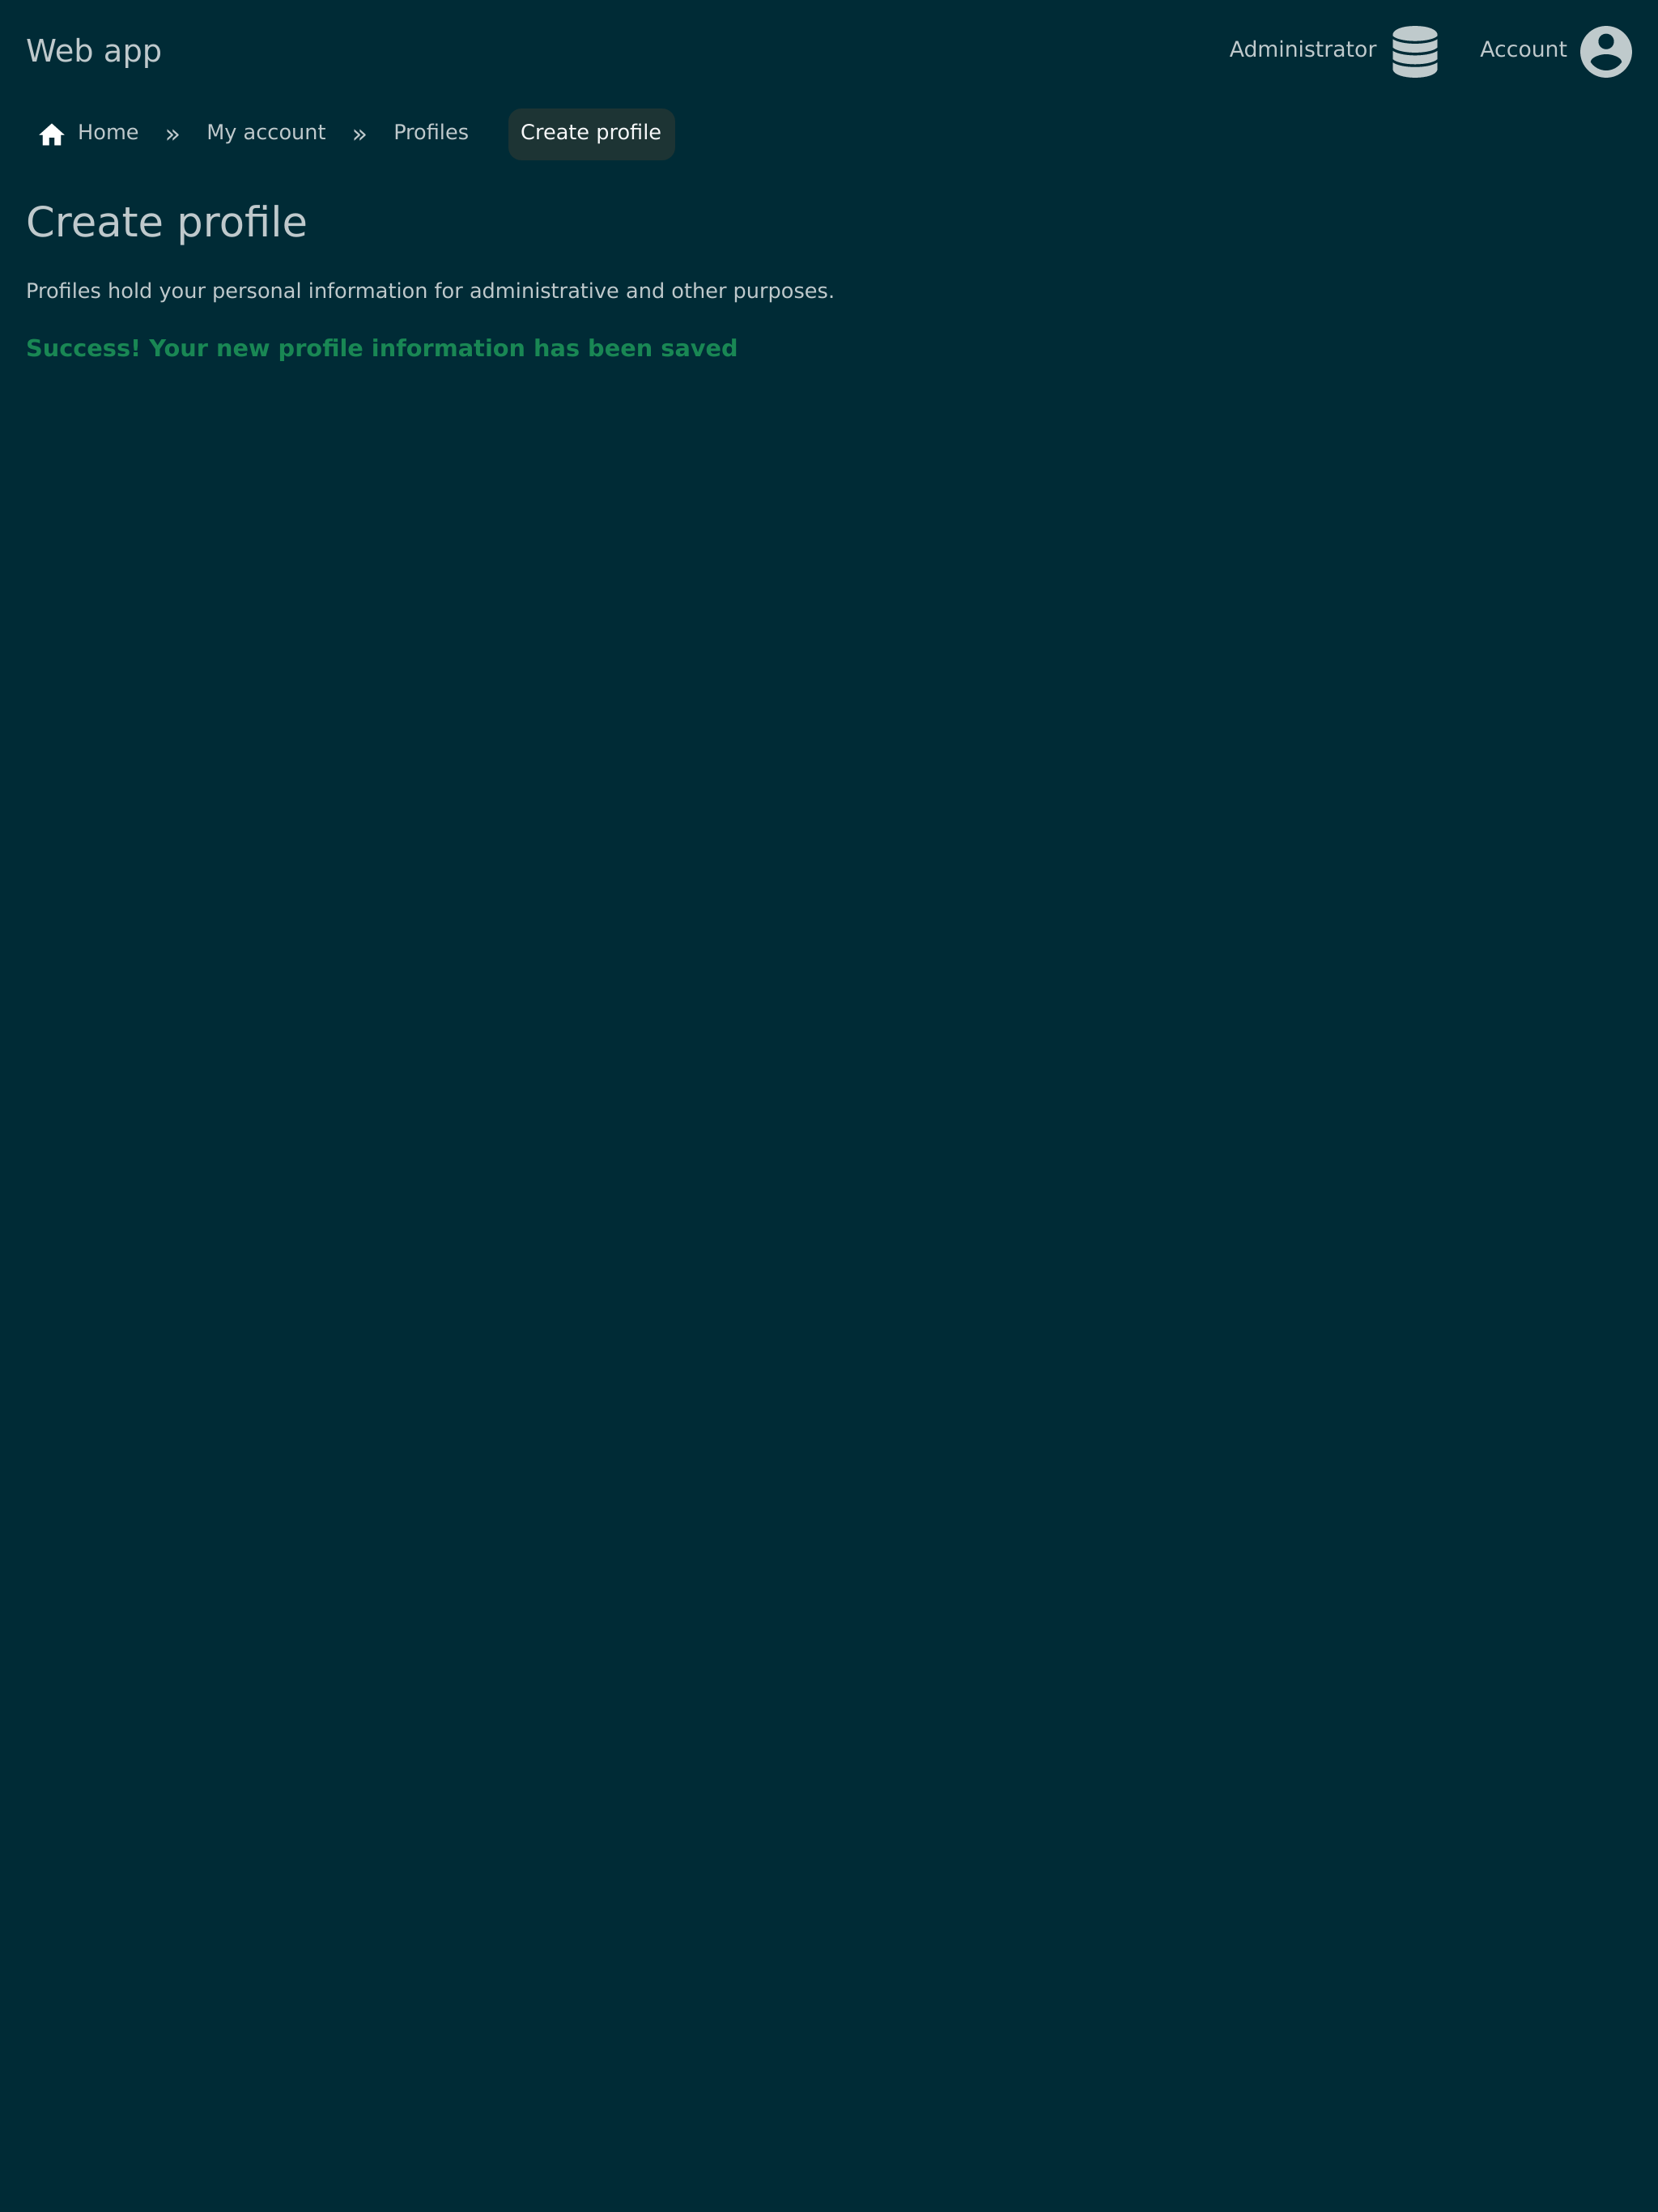 Web app
Administrator
Account
Home » My account » Profiles Create profile
Create profile
Profiles hold your personal information for administrative and other purposes.
Success! Your new profile information has been saved